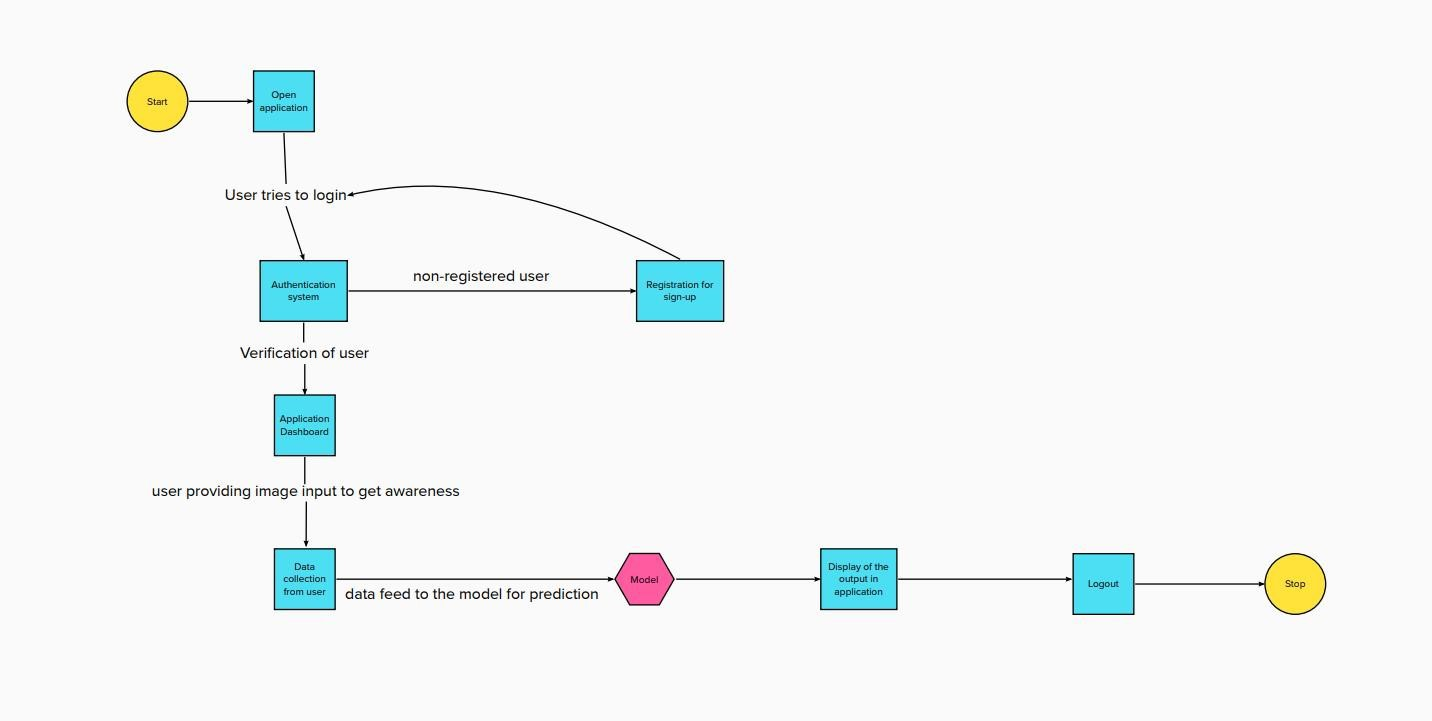 Start
Open
application
User tries to login
Authentication
system
non-registered user
Registration for
sign-up
Verification of user
Application
Dashboard
user providing image input to get awareness
Data
collection
from user
data feed to the model for prediction
Model
Display of the
output in
application
Logout
Stop